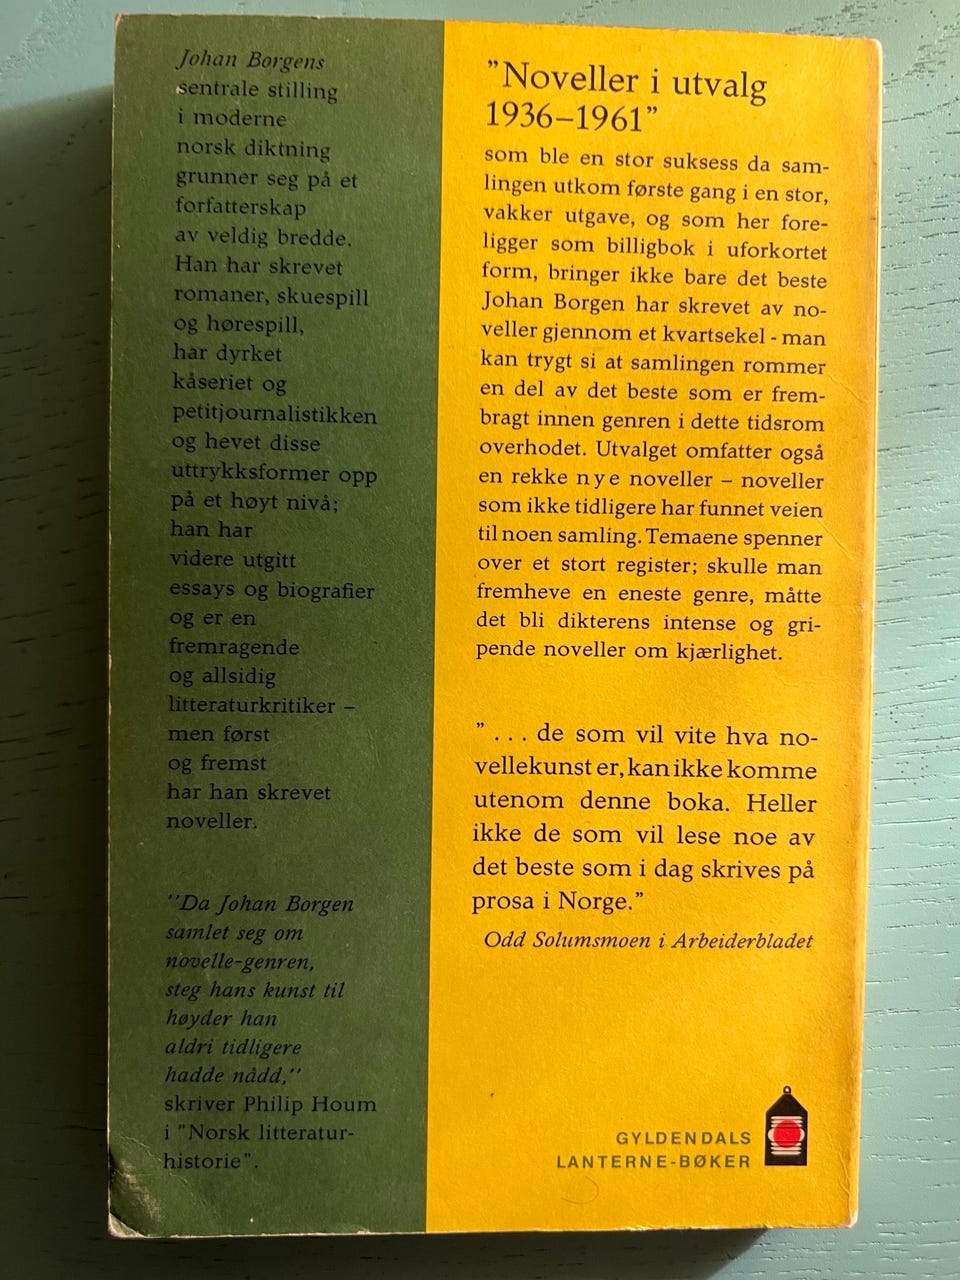 Johan Borgens
sentrale stilling
i moderne
norsk diktning
grunner seg på et
forfatterskap
av veldig bredde.
Han har skrevet
romaner, skuespill
og hørespill,
har dyrket
kåseriet og
petitjournalistikken
og hevet disse
uttrykksformer opp
på et høyt nivå;
han har
videre utgitt
essays og biografier
og er en
fremragende
og allsidig
litteraturkritiker –
men først
og fremst
har han skrevet
noveller.
''Da Johan Borgen
samlet seg om
novelle-genren,
steg hans kunst til
høyder han
aldri tidligere
hadde nådd,''
skriver Philip Houm
i "Norsk litteratur-
historie".
”Noveller i utvalg
1936–1961”
som ble en stor suksess da sam-
lingen utkom første gang i en stor,
vakker utgave, og som her fore-
ligger som billigbok i uforkortet
form, bringer ikke bare det beste
Johan Borgen har skrevet av no-
veller gjennom et kvartsekel - man
kan trygt si at samlingen rommer
en del av det beste som er frem-
bragt innen genren i dette tidsrom
overhodet. Utvalget omfatter også
en rekke nye noveller – noveller
som ikke tidligere har funnet veien
til noen samling. Temaene spenner
over et stort register; skulle man
fremheve en eneste genre, måtte
det bli dikterens intense og gri-
pende noveller om kjærlighet.
” . . . de som vil vite hva no-
vellekunst er, kan ikke komme
utenom denne boka. Heller
ikke de som vil lese noe av
det beste som i dag skrives på
prosa i Norge.”
Odd Solumsmoen i Arbeiderbladet
GYLDENDALS
LANTERNE-BØKER